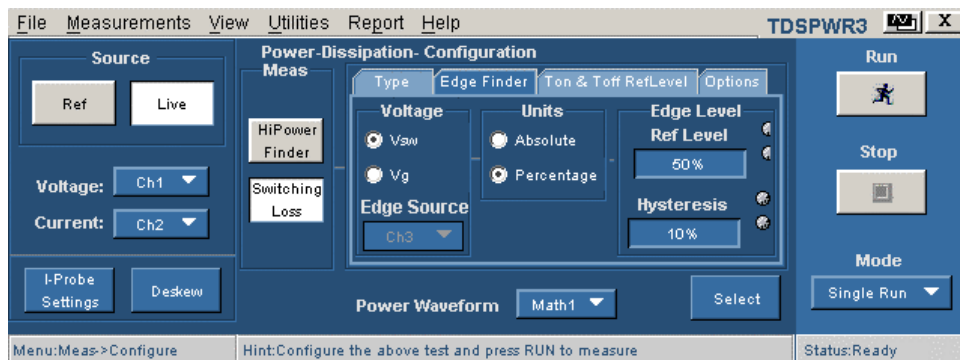 File Measurements View Utilities Report Help TDSPWR3 X
Source
Ref Live
Voltage: Ch1
Current: Ch2
I-Probe Settings
Deskew
Power-Dissipation- Configuration
Meas
HiPower Finder
Switching Loss
Type Edge Finder Ton & Toff RefLevel Options
Voltage
Vsw
Vg
Edge Source
Ch3
Units
Absolute
Percentage
Edge Level
Ref Level
50%
Hysteresis
10%
Power Waveform Math1 Select
Run
Stop
Mode
Single Run
Menu:Meas->Configure Hint:Configure the above test and press RUN to measure Status:Ready